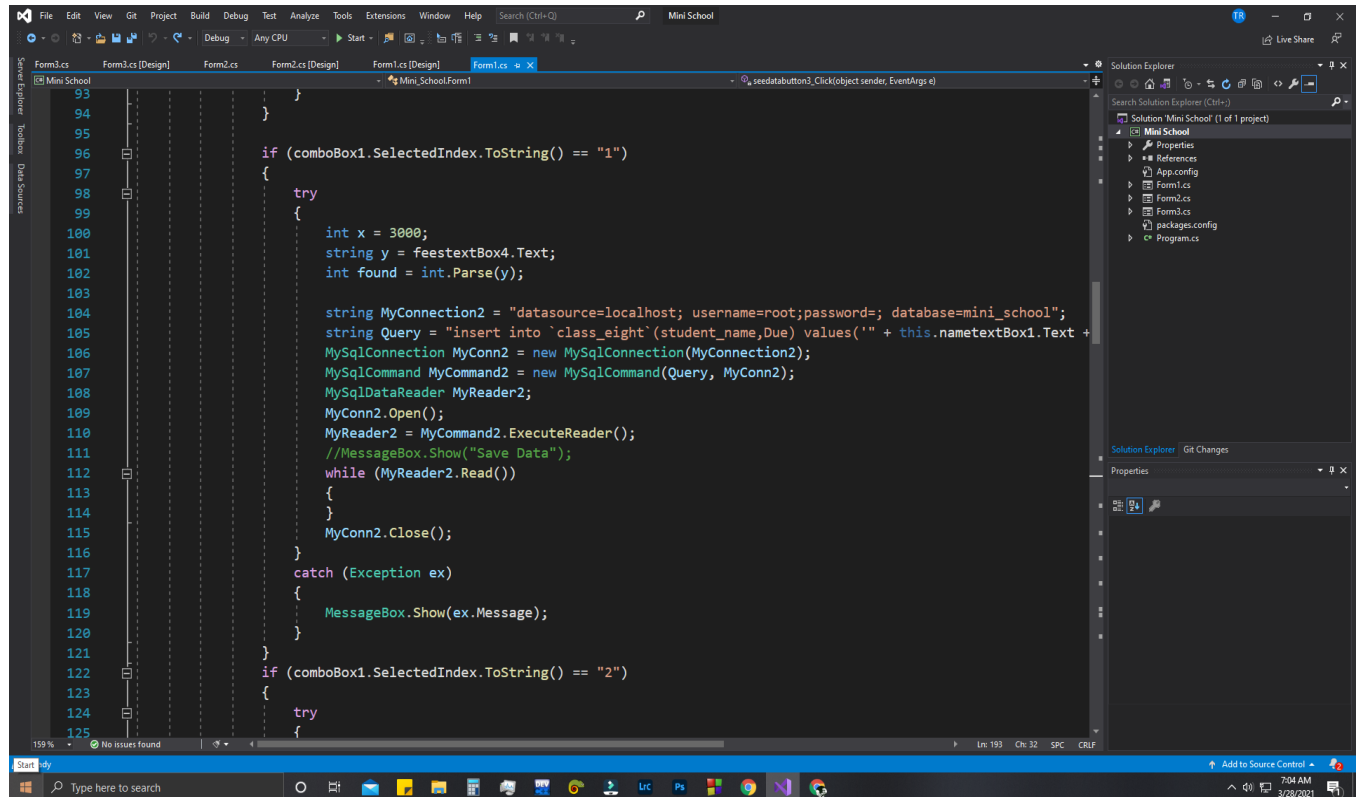 File Edit View Git Project Build Debug Test Analyze Tools Extensions Window Help Search (Ctrl+Q) Mini School TR
Debug Any CPU Start Live Share
Form3.cs Form3.cs [Design] Form2.cs Form2.cs [Design] Form1.cs [Design] Form1.cs
Mini School Mini_School.Form1 seedatabutton3_Click(object sender, EventArgs e)
93 }
94 }
95
96 if (comboBox1.SelectedIndex.ToString() == "1")
97 {
98 try
99 {
100 int x = 3000;
101 string y = feestextBox4.Text;
102 int found = int.Parse(y);
103
104 string MyConnection2 = "datasource=localhost; username=root;password=; database=mini_school";
105 string Query = "insert into `class_eight`(student_name,Due) values('" + this.nametextBox1.Text +
106 MySqlConnection MyConn2 = new MySqlConnection(MyConnection2);
107 MySqlCommand MyCommand2 = new MySqlCommand(Query, MyConn2);
108 MySqlDataReader MyReader2;
109 MyConn2.Open();
110 MyReader2 = MyCommand2.ExecuteReader();
111 //MessageBox.Show("Save Data");
112 while (MyReader2.Read())
113 {
114 }
115 MyConn2.Close();
116 }
117 catch (Exception ex)
118 {
119 MessageBox.Show(ex.Message);
120 }
121 }
122 if (comboBox1.SelectedIndex.ToString() == "2")
123 {
124 try
125 {
159 % No issues found Ln: 193 Ch: 32 SPC CRLF
Server Explorer
Toolbox
Data Sources
Solution Explorer
Search Solution Explorer (Ctrl+;)
Solution 'Mini School' (1 of 1 project)
Mini School
Properties
References
App.config
Form1.cs
Form2.cs
Form3.cs
packages.config
Program.cs
Solution Explorer Git Changes
Properties
Start Add to Source Control 2
Type here to search LrC Ps 7:04 AM
3/28/2021